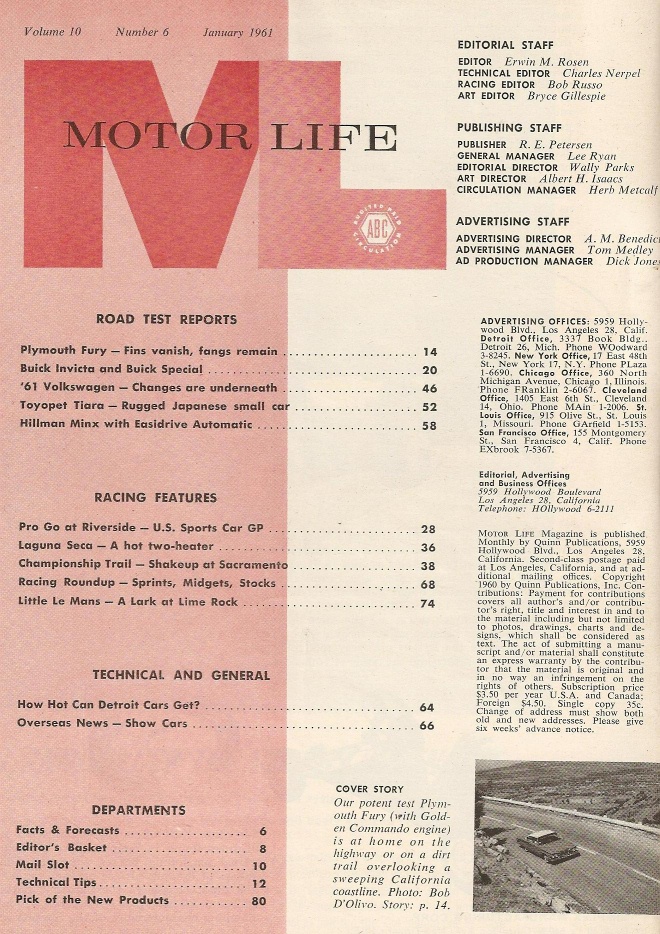 Volume 10 Number 6 January 1961
MOTOR LIFE
AUDITED PAID
ABC
CIRCULATION
EDITORIAL STAFF
EDITOR Erwin M. Rosen
TECHNICAL EDITOR Charles Nerpel
RACING EDITOR Bob Russo
ART EDITOR Bryce Gillespie
PUBLISHING STAFF
PUBLISHER R. E. Petersen
GENERAL MANAGER Lee Ryan
EDITORIAL DIRECTOR Wally Parks
ART DIRECTOR Albert H. Isaacs
CIRCULATION MANAGER Herb Metcalf
ADVERTISING STAFF
ADVERTISING DIRECTOR A. M. Benedic
ADVERTISING MANAGER Tom Medley
AD PRODUCTION MANAGER Dick Jones
ROAD TEST REPORTS
Plymouth Fury — Fins vanish, fangs remain 14
Buick Invicta and Buick Special 20
'61 Volkswagen — Changes are underneath 46
Toyopet Tiara — Rugged Japanese small car 52
Hillman Minx with Easidrive Automatic 58
RACING FEATURES
Pro Go at Riverside — U.S. Sports Car GP 28
Laguna Seca — A hot two-heater 36
Championship Trail — Shakeup at Sacramento 38
Racing Roundup — Sprints, Midgets, Stocks 68
Little Le Mans — A Lark at Lime Rock 74
TECHNICAL AND GENERAL
How Hot Can Detroit Cars Get? 64
Overseas News — Show Cars 66
DEPARTMENTS
Facts & Forecasts 6
Editor's Basket 8
Mail Slot 10
Technical Tips 12
Pick of the New Products 80
COVER STORY
Our potent test Plym-
outh Fury (with Gold-
en Commando engine)
is at home on the
highway or on a dirt
trail overlooking a
sweeping California
coastline. Photo: Bob
D'Olivo. Story: p. 14.
ADVERTISING OFFICES: 5959 Holly-
wood Blvd., Los Angeles 28, Calif.
Detroit Office, 3337 Book Bldg.,
Detroit 26, Mich. Phone WOodward
3-8245. New York Office, 17 East 48th
St., New York 17, N.Y. Phone PLaza
1-6690. Chicago Office, 360 North
Michigan Avenue, Chicago 1, Illinois.
Phone FRanklin 2-6067. Cleveland
Office, 1405 East 6th St., Cleveland
14, Ohio. Phone MAin 1-2006. St.
Louis Office, 915 Olive St., St. Louis
1, Missouri. Phone GArfield 1-5153.
San Francisco Office, 155 Montgomery
St., San Francisco 4, Calif. Phone
EXbrook 7-5367.
Editorial, Advertising
and Business Offices
5959 Hollywood Boulevard
Los Angeles 28, California
Telephone: HOllywood 6-2111
MOTOR LIFE Magazine is published
Monthly by Quinn Publications, 5959
Hollywood Blvd., Los Angeles 28,
California. Second-class postage paid
at Los Angeles, California, and at ad-
ditional mailing offices. Copyright
1960 by Quinn Publications, Inc. Con-
tributions: Payment for contributions
covers all author's and/or contribu-
tor's right, title and interest in and to
the material including but not limited
to photos, drawings, charts and de-
signs, which shall be considered as
text. The act of submitting a manu-
script and/or material shall constitute
an express warranty by the contribu-
tor that the material is original and
in no way an infringement on the
rights of others. Subscription price
$3.50 per year U.S.A. and Canada;
Foreign $4.50. Single copy 35c.
Change of address must show both
old and new addresses. Please give
six weeks' advance notice.